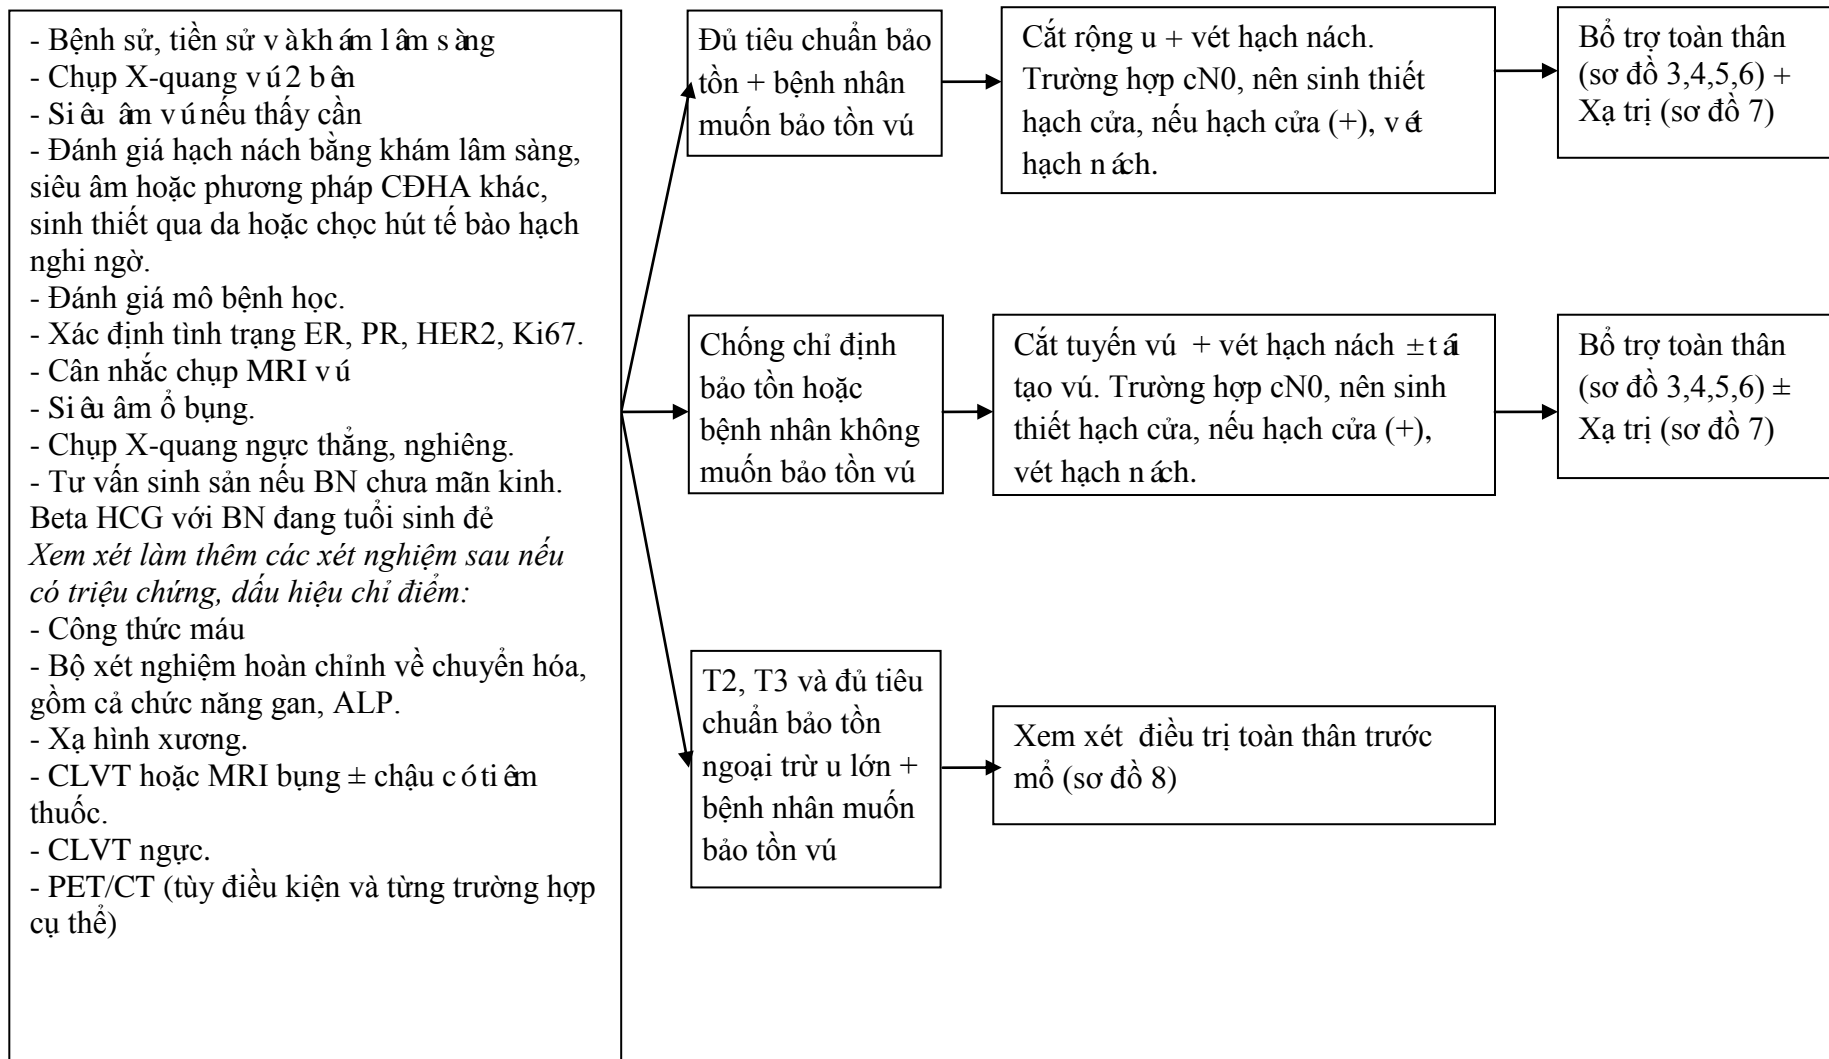 - Bệnh sử, tiền sử và khám lâm sàng
- Chụp X-quang vú 2 bên
- Siêu âm vú nếu thấy cần
- Đánh giá hạch nách bằng khám lâm sàng,
siêu âm hoặc phương pháp CĐHA khác,
sinh thiết qua da hoặc chọc hút tế bào hạch
nghi ngờ.
- Đánh giá mô bệnh học.
- Xác định tình trạng ER, PR, HER2, Ki67.
- Cân nhắc chụp MRI vú
- Siêu âm ổ bụng.
- Chụp X-quang ngực thẳng, nghiêng.
- Tư vấn sinh sản nếu BN chưa mãn kinh.
Beta HCG với BN đang tuổi sinh đẻ
Xem xét làm thêm các xét nghiệm sau nếu
có triệu chứng, dấu hiệu chỉ điểm:
- Công thức máu
- Bộ xét nghiệm hoàn chỉnh về chuyển hóa,
gồm cả chức năng gan, ALP.
- Xạ hình xương.
- CLVT hoặc MRI bụng ± chậu có tiêm
thuốc.
- CLVT ngực.
- PET/CT (tùy điều kiện và từng trường hợp
cụ thể)
Đủ tiêu chuẩn bảo
tồn + bệnh nhân
muốn bảo tồn vú
Cắt rộng u + vét hạch nách.
Trường hợp cN0, nên sinh thiết
hạch cửa, nếu hạch cửa (+), vét
hạch nách.
Bổ trợ toàn thân
(sơ đồ 3,4,5,6) +
Xạ trị (sơ đồ 7)
Chống chỉ định
bảo tồn hoặc
bệnh nhân không
muốn bảo tồn vú
Cắt tuyến vú + vét hạch nách ± tái
tạo vú. Trường hợp cN0, nên sinh
thiết hạch cửa, nếu hạch cửa (+),
vét hạch nách.
Bổ trợ toàn thân
(sơ đồ 3,4,5,6) ±
Xạ trị (sơ đồ 7)
T2, T3 và đủ tiêu
chuẩn bảo tồn
ngoại trừ u lớn +
bệnh nhân muốn
bảo tồn vú
Xem xét điều trị toàn thân trước
mổ (sơ đồ 8)